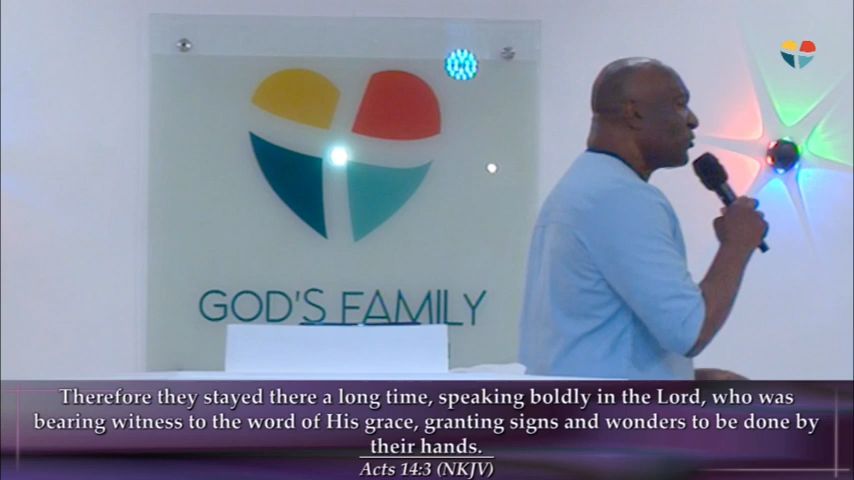 GOD'S FAMILY
Therefore they stayed there a long time, speaking boldly in the Lord, who was
bearing witness to the word of His grace, granting signs and wonders to be done by
their hands.
Acts 14:3 (NKJV)